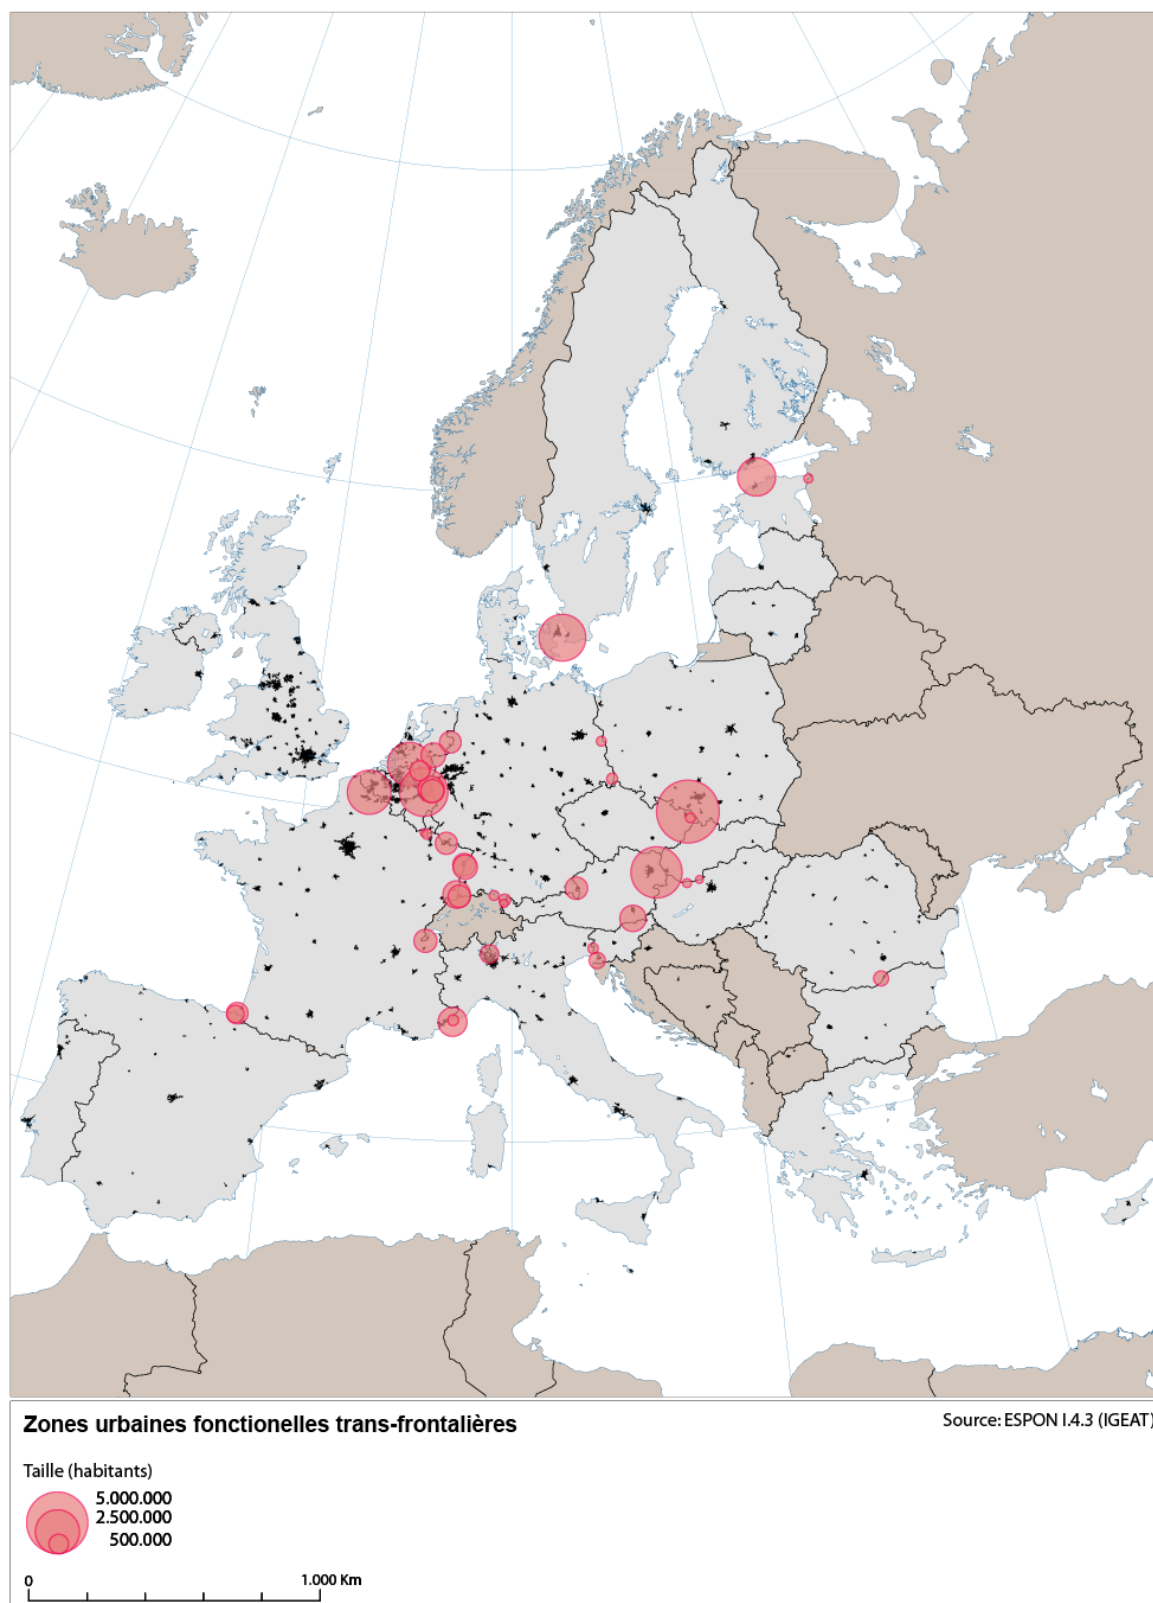 Zones urbaines fonctionelles trans-frontalières
Source: ESPON I.4.3 (IGEAT)
Taille (habitants)
5.000.000
2.500.000
500.000
0 1.000 Km